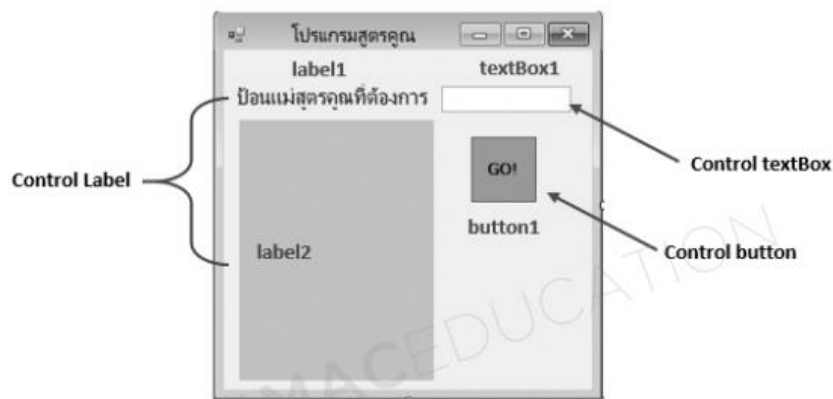 โปรแกรมสูตรคูณ
label1
textBox1
ป้อนแม่สูตรคูณที่ต้องการ
Control textBox
GO!
Control Label
button1
label2
Control button
MACEDUCATION